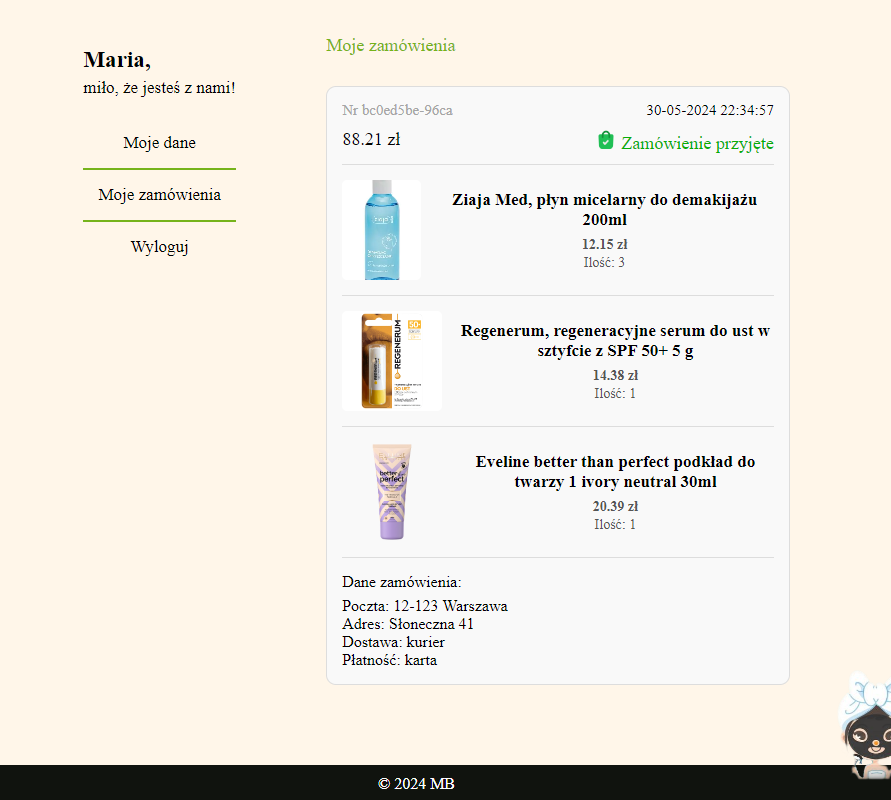 Maria,
miło, że jesteś z nami!
Moje dane
Moje zamówienia
Wyloguj
Moje zamówienia
Nr bc0ed5be-96ca
30-05-2024 22:34:57
88.21 zł
Zamówienie przyjęte
Ziaja Med, płyn micelarny do demakijażu
200ml
12.15 zł
Ilość: 3
REGENERUM
50+
Regenerum, regeneracyjne serum do ust w
sztyfcie z SPF 50+ 5 g
14.38 zł
Ilość: 1
better
perfect
Eveline better than perfect podkład do
twarzy 1 ivory neutral 30ml
20.39 zł
Ilość: 1
Dane zamówienia:
Poczta: 12-123 Warszawa
Adres: Słoneczna 41
Dostawa: kurier
Płatność: karta
© 2024 MB